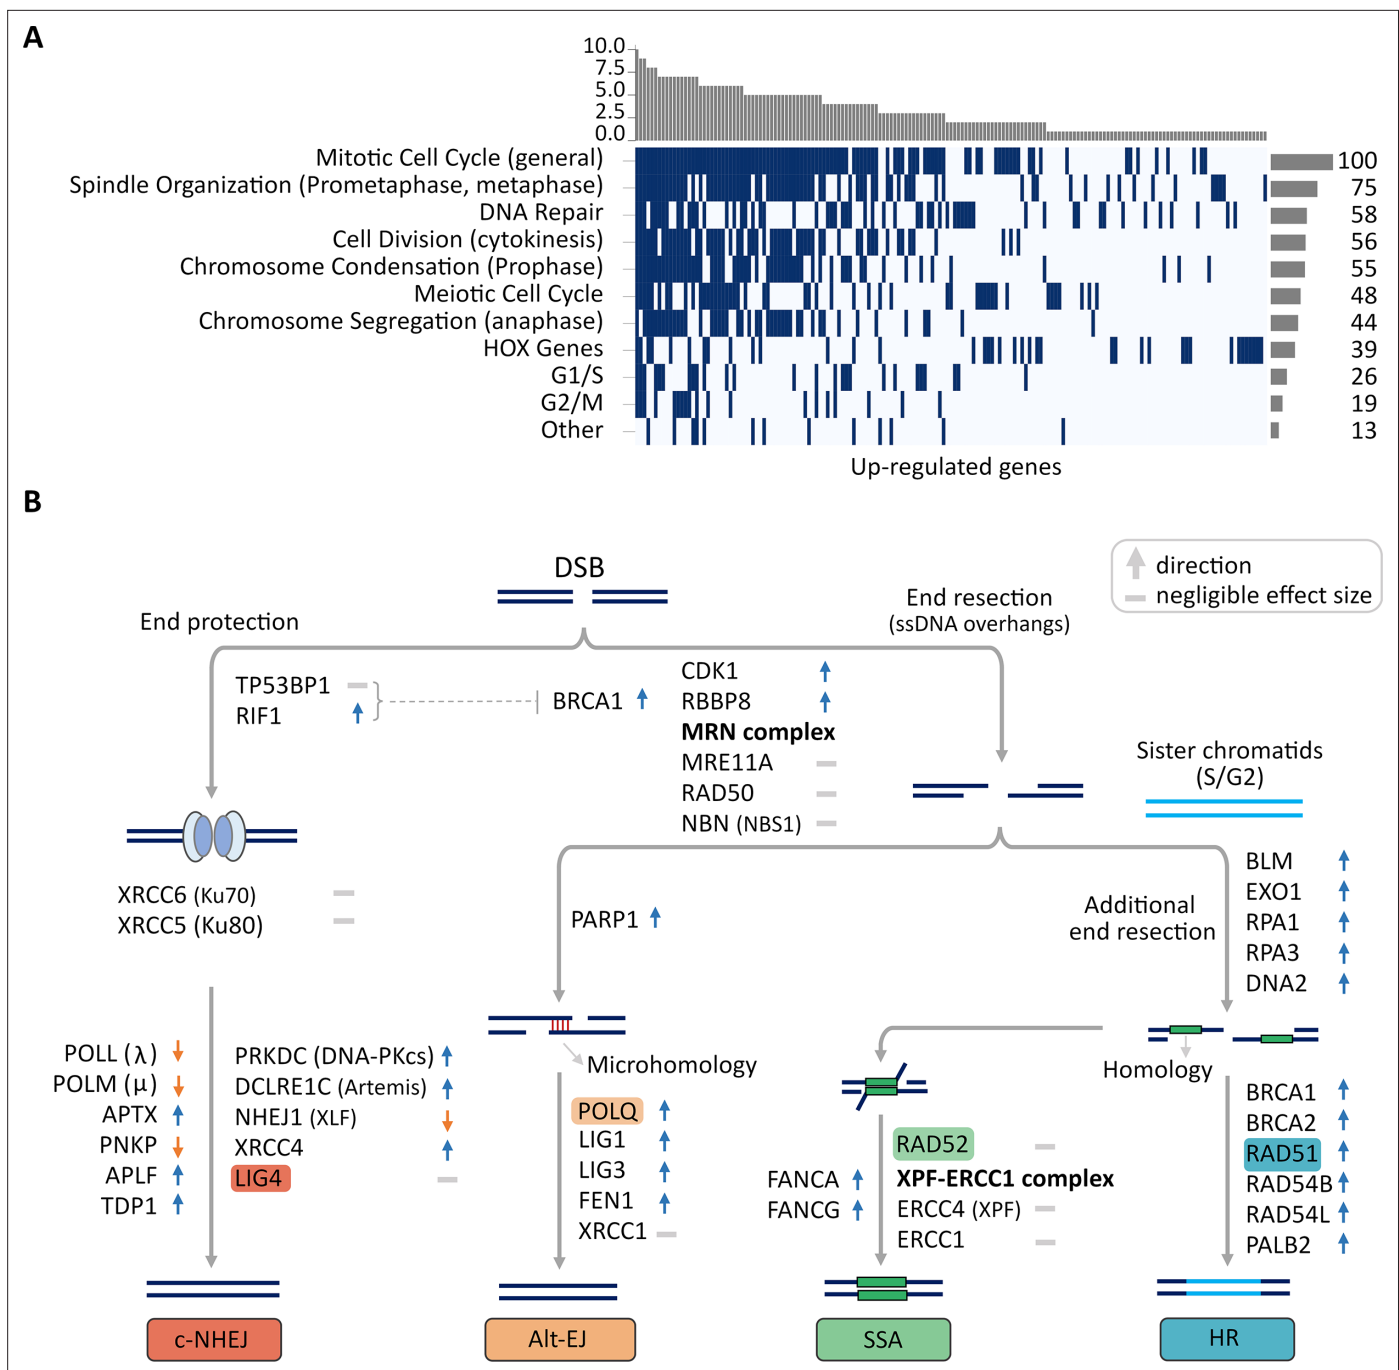 A
10.0
7.5
5.0
2.5
0.0
Mitotic Cell Cycle (general) 100
Spindle Organization (Prometaphase, metaphase) 75
DNA Repair 58
Cell Division (cytokinesis) 56
Chromosome Condensation (Prophase) 55
Meiotic Cell Cycle 48
Chromosome Segregation (anaphase) 44
HOX Genes 39
G1/S 26
G2/M 19
Other 13
Up-regulated genes
B
direction
negligible effect size
DSB
End protection
End resection
(ssDNA overhangs)
TP53BP1
RIF1
BRCA1
CDK1
RBBP8
MRN complex
MRE11A
RAD50
NBN (NBS1)
Sister chromatids
(S/G2)
XRCC6 (Ku70)
XRCC5 (Ku80)
PARP1
Additional
end resection
BLM
EXO1
RPA1
RPA3
DNA2
Microhomology
Homology
POLL (λ)
POLM (μ)
APTX
PNKP
APLF
TDP1
PRKDC (DNA-PKcs)
DCLRE1C (Artemis)
NHEJ1 (XLF)
XRCC4
LIG4
POLQ
LIG1
LIG3
FEN1
XRCC1
FANCA
FANCG
RAD52
XPF-ERCC1 complex
ERCC4 (XPF)
ERCC1
BRCA1
BRCA2
RAD51
RAD54B
RAD54L
PALB2
c-NHEJ
Alt-EJ
SSA
HR